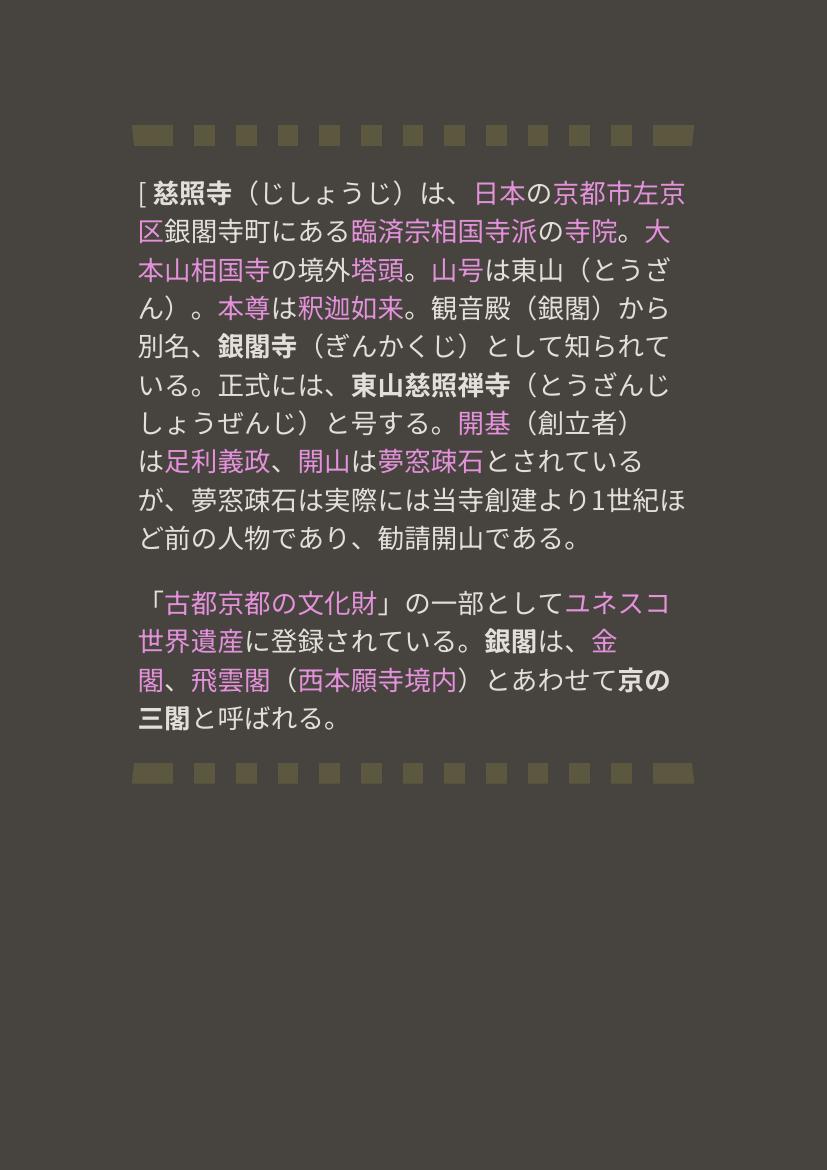 [ 慈照寺（じしょうじ）は、日本の京都市左京
区銀閣寺町にある臨済宗相国寺派の寺院。大
本山相国寺の境外塔頭。山号は東山（とうざ
ん）。本尊は釈迦如来。観音殿（銀閣）から
別名、銀閣寺（ぎんかくじ）として知られて
いる。正式には、東山慈照禅寺（とうざんじ
しょうぜんじ）と号する。開基（創立者）
は足利義政、開山は夢窓疎石とされている
が、夢窓疎石は実際には当寺創建より1世紀ほ
ど前の人物であり、勧請開山である。
「古都京都の文化財」の一部としてユネスコ
世界遺産に登録されている。銀閣は、金
閣、飛雲閣（西本願寺境内）とあわせて京の
三閣と呼ばれる。